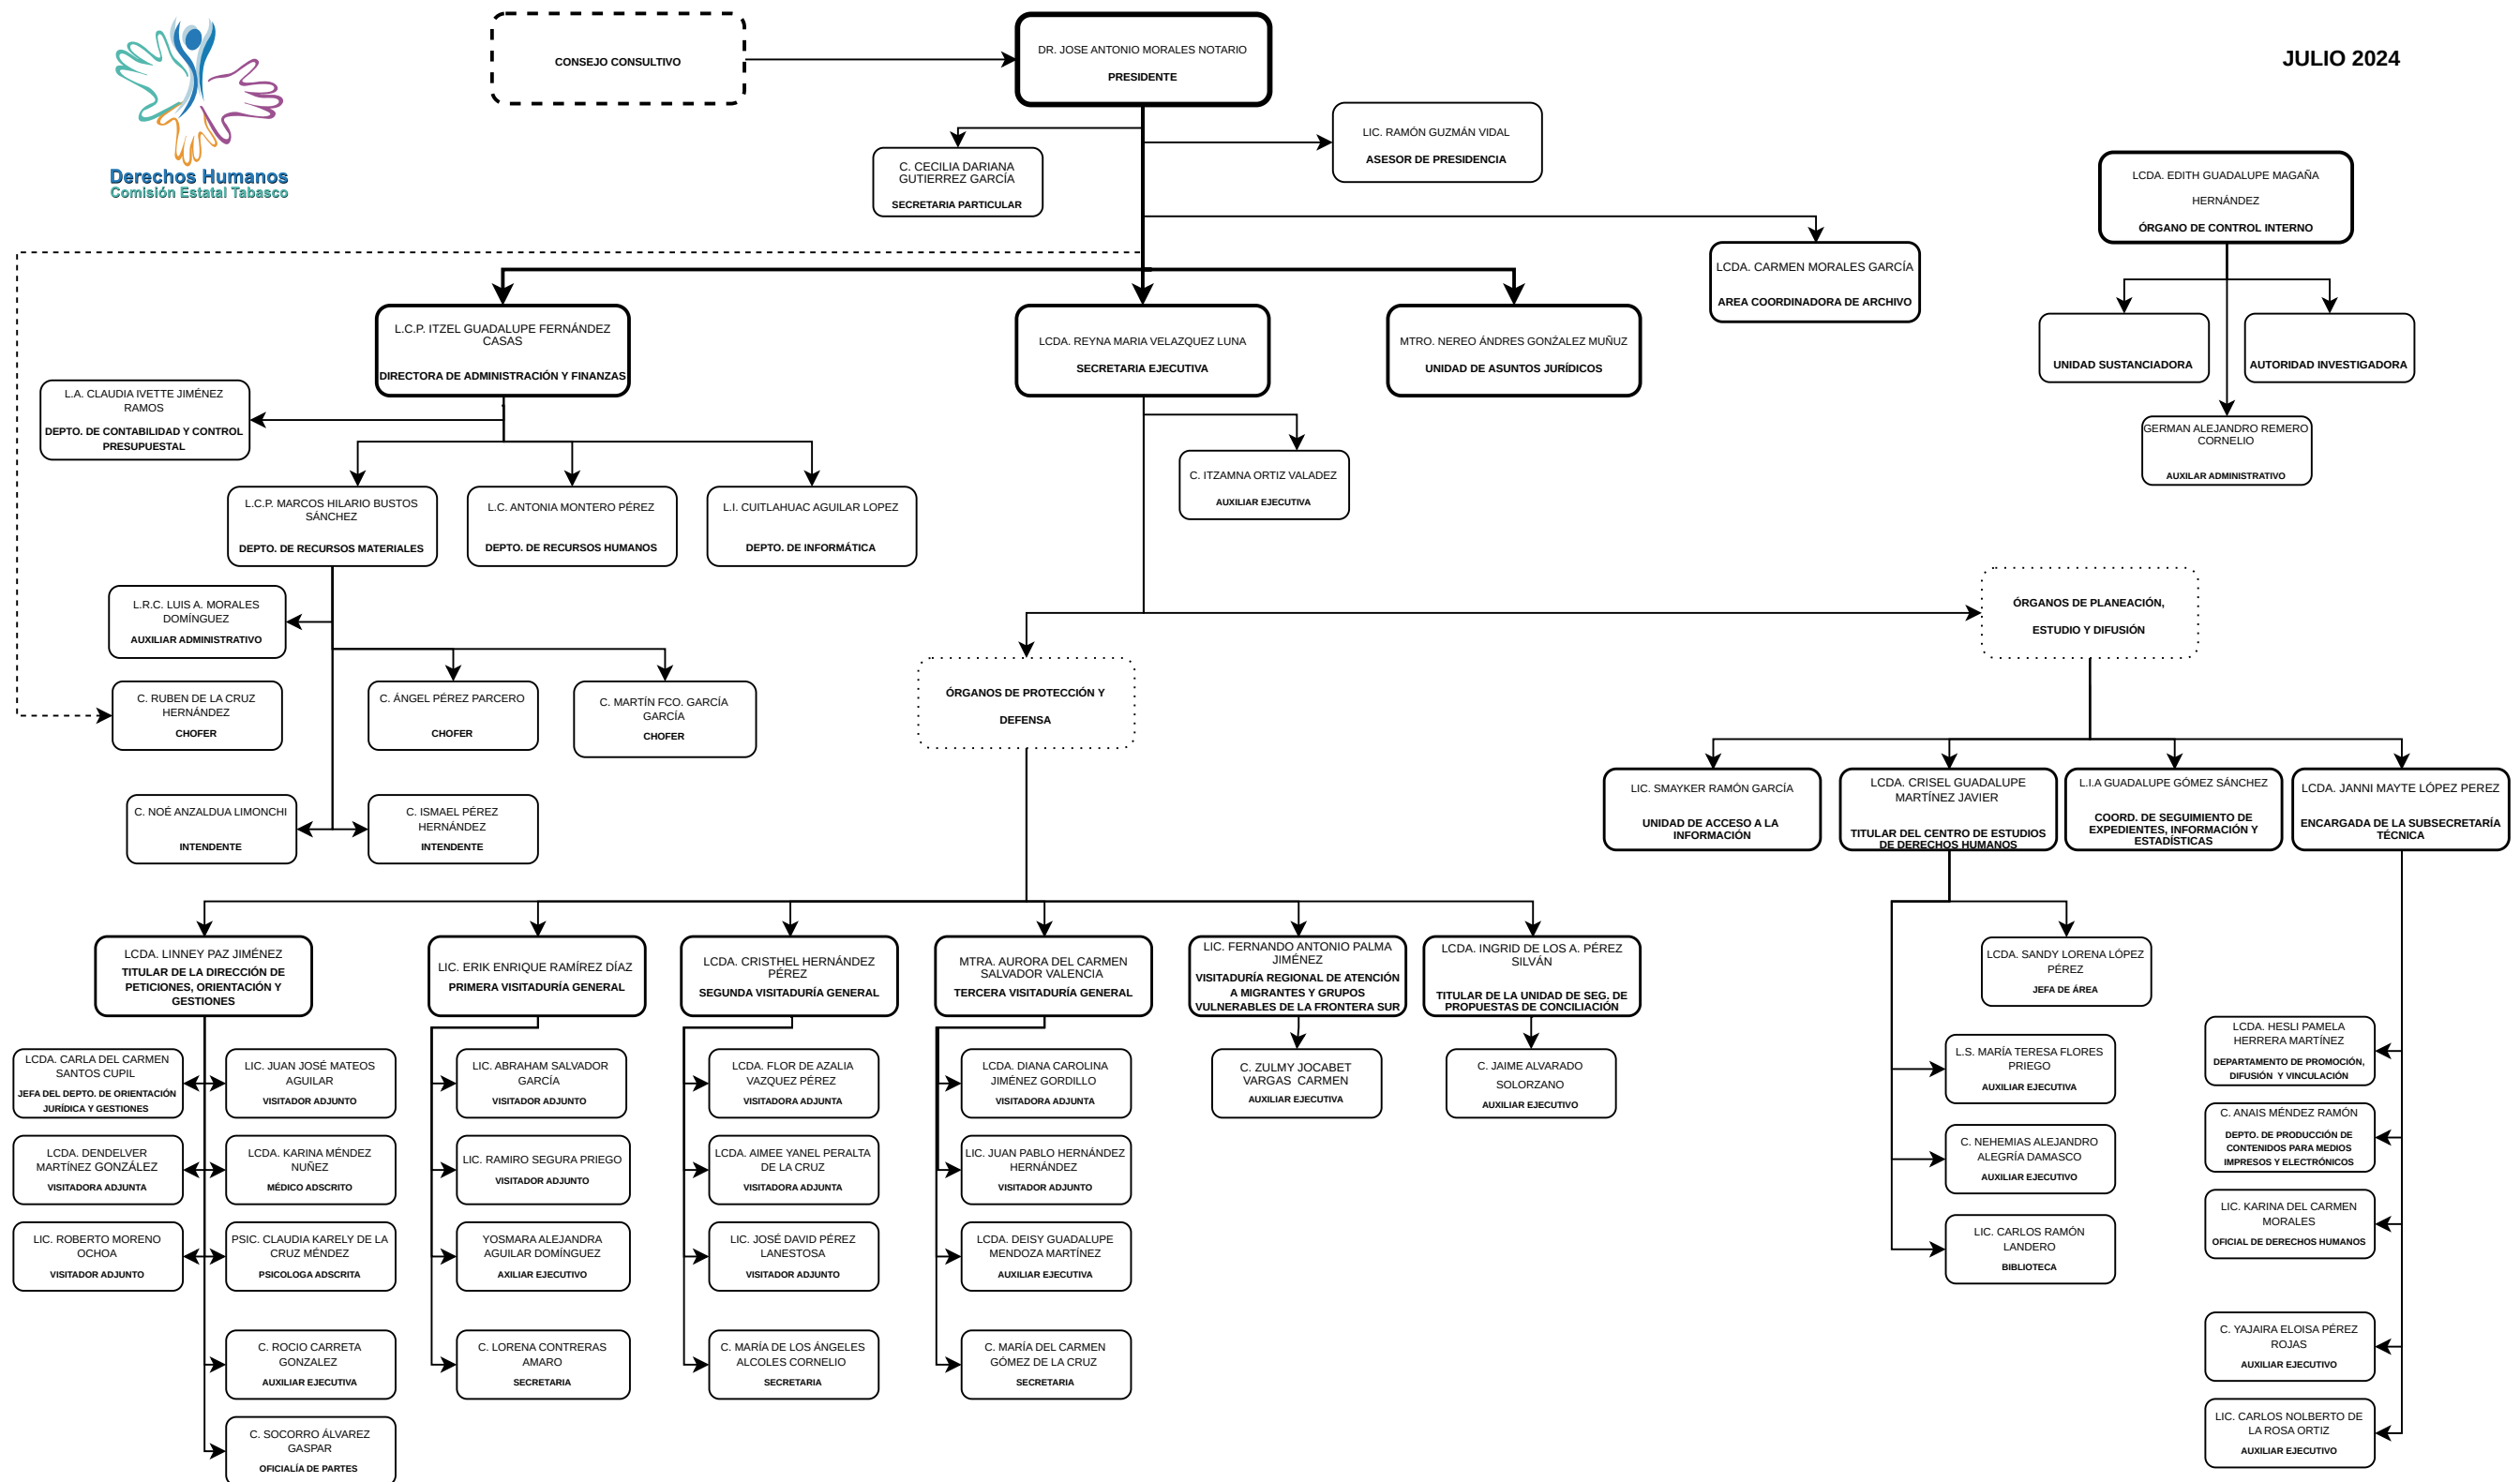 CONSEJO CONSULTIVO
DR. JOSE ANTONIO MORALES NOTARIO
PRESIDENTE
JULIO 2024
Derechos Humanos
Comisión Estatal Tabasco
C. CECILIA DARIANA
GUTIERREZ GARCÍA
SECRETARIA PARTICULAR
LIC. RAMÓN GUZMÁN VIDAL
ASESOR DE PRESIDENCIA
LCDA. EDITH GUADALUPE MAGAÑA
HERNÁNDEZ
ÓRGANO DE CONTROL INTERNO
LCDA. CARMEN MORALES GARCÍA
AREA COORDINADORA DE ARCHIVO
L.C.P. ITZEL GUADALUPE FERNÁNDEZ
CASAS
DIRECTORA DE ADMINISTRACIÓN Y FINANZAS
LCDA. REYNA MARIA VELAZQUEZ LUNA
SECRETARIA EJECUTIVA
MTRO. NEREO ÁNDRES GONŹALEZ MUÑUZ
UNIDAD DE ASUNTOS JURÍDICOS
UNIDAD SUSTANCIADORA
AUTORIDAD INVESTIGADORA
L.A. CLAUDIA IVETTE JIMÉNEZ
RAMOS
DEPTO. DE CONTABILIDAD Y CONTROL
PRESUPUESTAL
GERMAN ALEJANDRO REMERO
CORNELIO
AUXILAR ADMINISTRATIVO
C. ITZAMNA ORTIZ VALADEZ
AUXILIAR EJECUTIVA
L.C.P. MARCOS HILARIO BUSTOS
SÁNCHEZ
DEPTO. DE RECURSOS MATERIALES
L.C. ANTONIA MONTERO PÉREZ
DEPTO. DE RECURSOS HUMANOS
L.I. CUITLAHUAC AGUILAR LOPEZ
DEPTO. DE INFORMÁTICA
L.R.C. LUIS A. MORALES
DOMÍNGUEZ
AUXILIAR ADMINISTRATIVO
ÓRGANOS DE PLANEACIÓN,
ESTUDIO Y DIFUSIÓN
ÓRGANOS DE PROTECCIÓN Y
DEFENSA
C. RUBEN DE LA CRUZ
HERNÁNDEZ
CHOFER
C. ÁNGEL PÉREZ PARCERO
CHOFER
C. MARTÍN FCO. GARCÍA
GARCÍA
CHOFER
C. NOÉ ANZALDUA LIMONCHI
INTENDENTE
C. ISMAEL PÉREZ
HERNÁNDEZ
INTENDENTE
LIC. SMAYKER RAMÓN GARCÍA
UNIDAD DE ACCESO A LA
INFORMACIÓN
LCDA. CRISEL GUADALUPE
MARTÍNEZ JAVIER
TITULAR DEL CENTRO DE ESTUDIOS
DE DERECHOS HUMANOS
L.I.A GUADALUPE GÓMEZ SÁNCHEZ
COORD. DE SEGUIMIENTO DE
EXPEDIENTES, INFORMACIÓN Y
ESTADÍSTICAS
LCDA. JANNI MAYTE LÓPEZ PEREZ
ENCARGADA DE LA SUBSECRETARÍA
TÉCNICA
LCDA. LINNEY PAZ JIMÉNEZ
TITULAR DE LA DIRECCIÓN DE
PETICIONES, ORIENTACIÓN Y
GESTIONES
LIC. ERIK ENRIQUE RAMÍREZ DÍAZ
PRIMERA VISITADURÍA GENERAL
LCDA. CRISTHEL HERNÁNDEZ
PÉREZ
SEGUNDA VISITADURÍA GENERAL
MTRA. AURORA DEL CARMEN
SALVADOR VALENCIA
TERCERA VISITADURÍA GENERAL
LIC. FERNANDO ANTONIO PALMA
JIMÉNEZ
VISITADURÍA REGIONAL DE ATENCIÓN
A MIGRANTES Y GRUPOS
VULNERABLES DE LA FRONTERA SUR
LCDA. INGRID DE LOS A. PÉREZ
SILVÁN
TITULAR DE LA UNIDAD DE SEG. DE
PROPUESTAS DE CONCILIACIÓN
LCDA. SANDY LORENA LÓPEZ
PÉREZ
JEFA DE ÁREA
LCDA. CARLA DEL CARMEN
SANTOS CUPIL
JEFA DEL DEPTO. DE ORIENTACIÓN
JURÍDICA Y GESTIONES
LIC. JUAN JOSÉ MATEOS
AGUILAR
VISITADOR ADJUNTO
LIC. ABRAHAM SALVADOR
GARCÍA
VISITADOR ADJUNTO
LCDA. FLOR DE AZALIA
VAZQUEZ PÉREZ
VISITADORA ADJUNTA
LCDA. DIANA CAROLINA
JIMÉNEZ GORDILLO
VISITADORA ADJUNTA
C. ZULMY JOCABET
VARGAS CARMEN
AUXILIAR EJECUTIVA
C. JAIME ALVARADO
SOLORZANO
AUXILIAR EJECUTIVO
L.S. MARÍA TERESA FLORES
PRIEGO
AUXILIAR EJECUTIVA
LCDA. HESLI PAMELA
HERRERA MARTÍNEZ
DEPARTAMENTO DE PROMOCIÓN,
DIFUSIÓN Y VINCULACIÓN
LCDA. DENDELVER
MARTÍNEZ GONZÁLEZ
VISITADORA ADJUNTA
LCDA. KARINA MÉNDEZ
NUÑEZ
MÉDICO ADSCRITO
LIC. RAMIRO SEGURA PRIEGO
VISITADOR ADJUNTO
LCDA. AIMEE YANEL PERALTA
DE LA CRUZ
VISITADORA ADJUNTA
LIC. JUAN PABLO HERNÁNDEZ
HERNÁNDEZ
VISITADOR ADJUNTO
C. NEHEMIAS ALEJANDRO
ALEGRÍA DAMASCO
AUXILIAR EJECUTIVO
C. ANAIS MÉNDEZ RAMÓN
DEPTO. DE PRODUCCIÓN DE
CONTENIDOS PARA MEDIOS
IMPRESOS Y ELECTRÓNICOS
LIC. ROBERTO MORENO
OCHOA
VISITADOR ADJUNTO
PSIC. CLAUDIA KARELY DE LA
CRUZ MÉNDEZ
PSICOLOGA ADSCRITA
YOSMARA ALEJANDRA
AGUILAR DOMÍNGUEZ
AXILIAR EJECUTIVO
LIC. JOSÉ DAVID PÉREZ
LANESTOSA
VISITADOR ADJUNTO
LCDA. DEISY GUADALUPE
MENDOZA MARTÍNEZ
AUXILIAR EJECUTIVA
LIC. CARLOS RAMÓN
LANDERO
BIBLIOTECA
LIC. KARINA DEL CARMEN
MORALES
OFICIAL DE DERECHOS HUMANOS
C. ROCIO CARRETA
GONZALEZ
AUXILIAR EJECUTIVA
C. LORENA CONTRERAS
AMARO
SECRETARIA
C. MARÍA DE LOS ÁNGELES
ALCOLES CORNELIO
SECRETARIA
C. MARÍA DEL CARMEN
GÓMEZ DE LA CRUZ
SECRETARIA
C. YAJAIRA ELOISA PÉREZ
ROJAS
AUXILIAR EJECUTIVO
C. SOCORRO ÁLVAREZ
GASPAR
OFICIALÍA DE PARTES
LIC. CARLOS NOLBERTO DE
LA ROSA ORTIZ
AUXILIAR EJECUTIVO